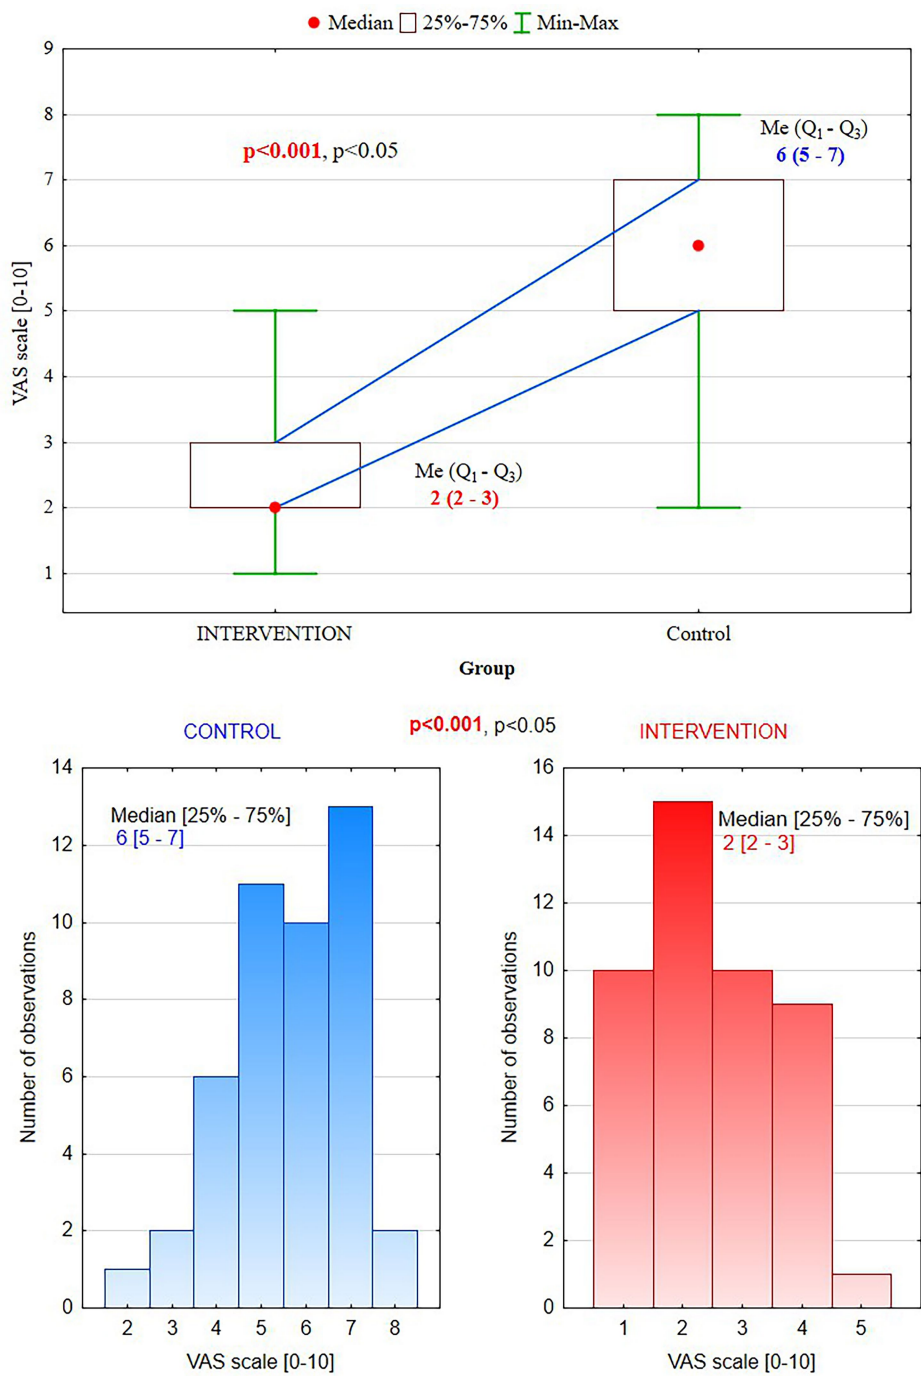 Median 25%-75% Min-Max
9
8
7
6
5
4
3
2
1
VAS scale [0-10]
p<0.001, p<0.05
Me (Q1 - Q3)
6 (5 - 7)
Me (Q1 - Q3)
2 (2 - 3)
INTERVENTION Control
Group
p<0.001, p<0.05
CONTROL
14
12
10
8
6
4
2
0
Number of observations
Median [25% - 75%]
6 [5 - 7]
2 3 4 5 6 7 8
VAS scale [0-10]
INTERVENTION
16
14
12
10
8
6
4
2
0
Number of observations
Median [25% - 75%]
2 [2 - 3]
1 2 3 4 5
VAS scale [0-10]